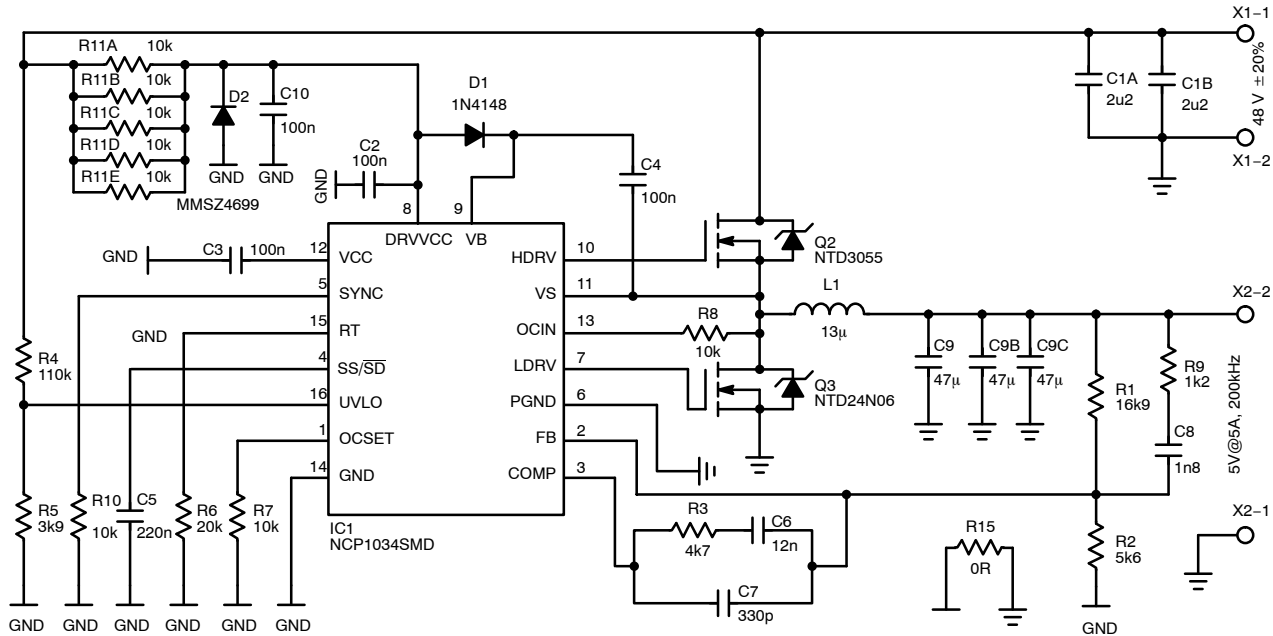 X1-1
R11A 10k
R11B 10k
R11C 10k
R11D 10k
R11E 10k
MMSZ4699
D2
GND
C10
100n
GND
D1
1N4148
C2
100n
GND
C4
100n
C1A
2u2
C1B
2u2
48 V ±20%
X1-2
8
9
DRVVCC
VB
GND
C3
100n
12
VCC
5
SYNC
GND
15
RT
4
SS/SD
16
UVLO
1
OCSET
14
GND
HDRV
10
VS
11
OCIN
13
LDRV
7
PGND
6
FB
2
COMP
3
IC1
NCP1034SMD
Q2
NTD3055
L1
13µ
R8
10k
Q3
NTD24N06
X2-2
C9
47µ
C9B
47µ
C9C
47µ
R1
16k9
R9
1k2
C8
1n8
5V@5A, 200kHz
R4
110k
R5
3k9
R10
10k
C5
220n
R6
20k
R7
10k
R3
4k7
C6
12n
C7
330p
R15
0R
R2
5k6
X2-1
GND
GND
GND
GND
GND
GND
GND